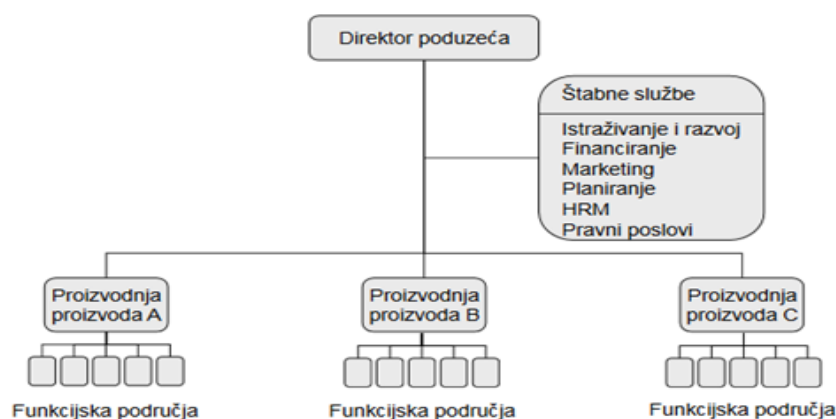 Direktor poduzeća
Štabne službe
Istraživanje i razvoj
Financiranje
Marketing
Planiranje
HRM
Pravni poslovi
Proizvodnja
proizvoda A
Proizvodnja
proizvoda B
Proizvodnja
proizvoda C
Funkcijska područja
Funkcijska područja
Funkcijska područja